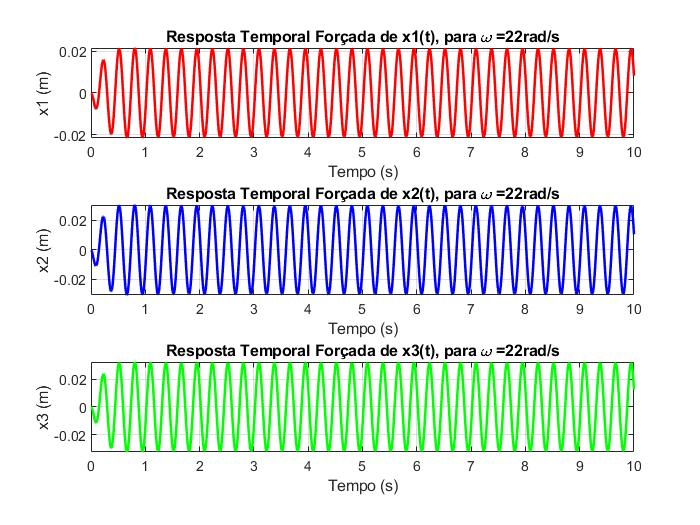 Resposta Temporal Forçada de x1(t), para ω =22rad/s
x1 (m)
0.02
0
-0.02
0 1 2 3 4 5 6 7 8 9 10
Tempo (s)
Resposta Temporal Forçada de x2(t), para ω =22rad/s
x2 (m)
0.02
0
-0.02
0 1 2 3 4 5 6 7 8 9 10
Tempo (s)
Resposta Temporal Forçada de x3(t), para ω =22rad/s
x3 (m)
0.02
0
-0.02
0 1 2 3 4 5 6 7 8 9 10
Tempo (s)